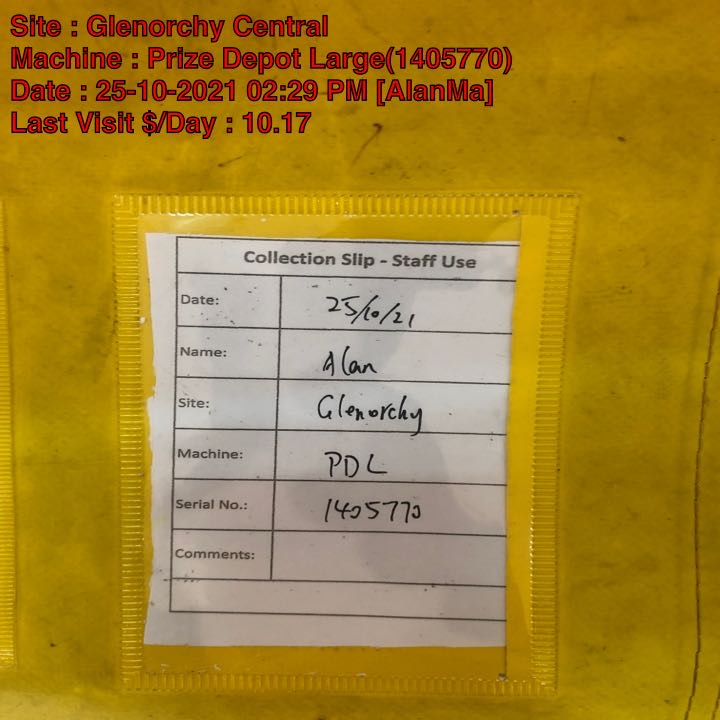 Site : Glenorchy Central
Machine : Prize Depot Large(1405770)
Date : 25-10-2021 02:29 PM [AlanMa]
Last Visit $/Day : 10.17
Collection Slip - Staff Use
Date: 25/10/21
Name: Alan
Site: Glenorchy
Machine: PDL
Serial No.: 1405770
Comments: